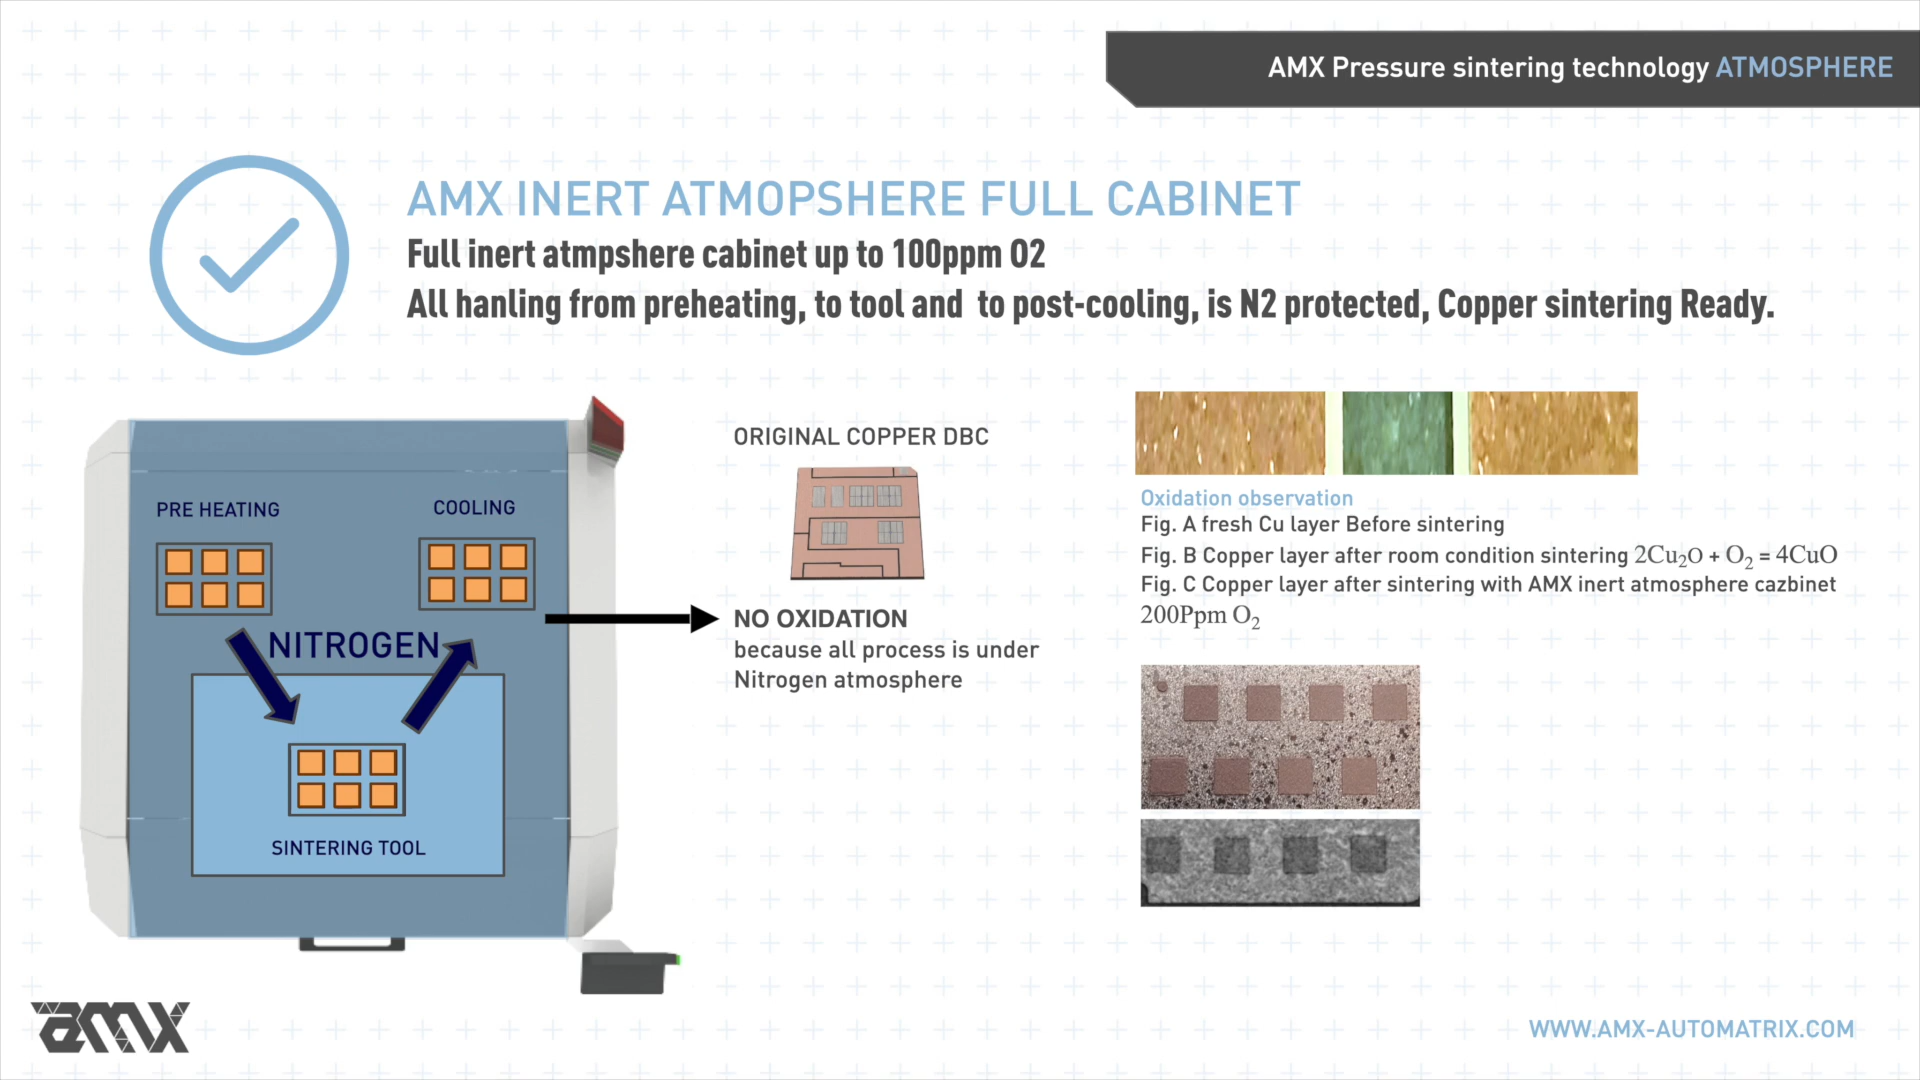 AMX Pressure sintering technology ATMOSPHERE
AMX INERT ATMOPSHERE FULL CABINET
Full inert atmpshere cabinet up to 100ppm O2
All hanling from preheating, to tool and to post-cooling, is N2 protected, Copper sintering Ready.
PRE HEATING
COOLING
NITROGEN
SINTERING TOOL
ORIGINAL COPPER DBC
NO OXIDATION
because all process is under
Nitrogen atmosphere
Oxidation observation
Fig. A fresh Cu layer Before sintering
Fig. B Copper layer after room condition sintering 2Cu₂O + O₂ = 4CuO
Fig. C Copper layer after sintering with AMX inert atmosphere cazbinet
200Ppm O₂
amx
WWW.AMX-AUTOMATRIX.COM